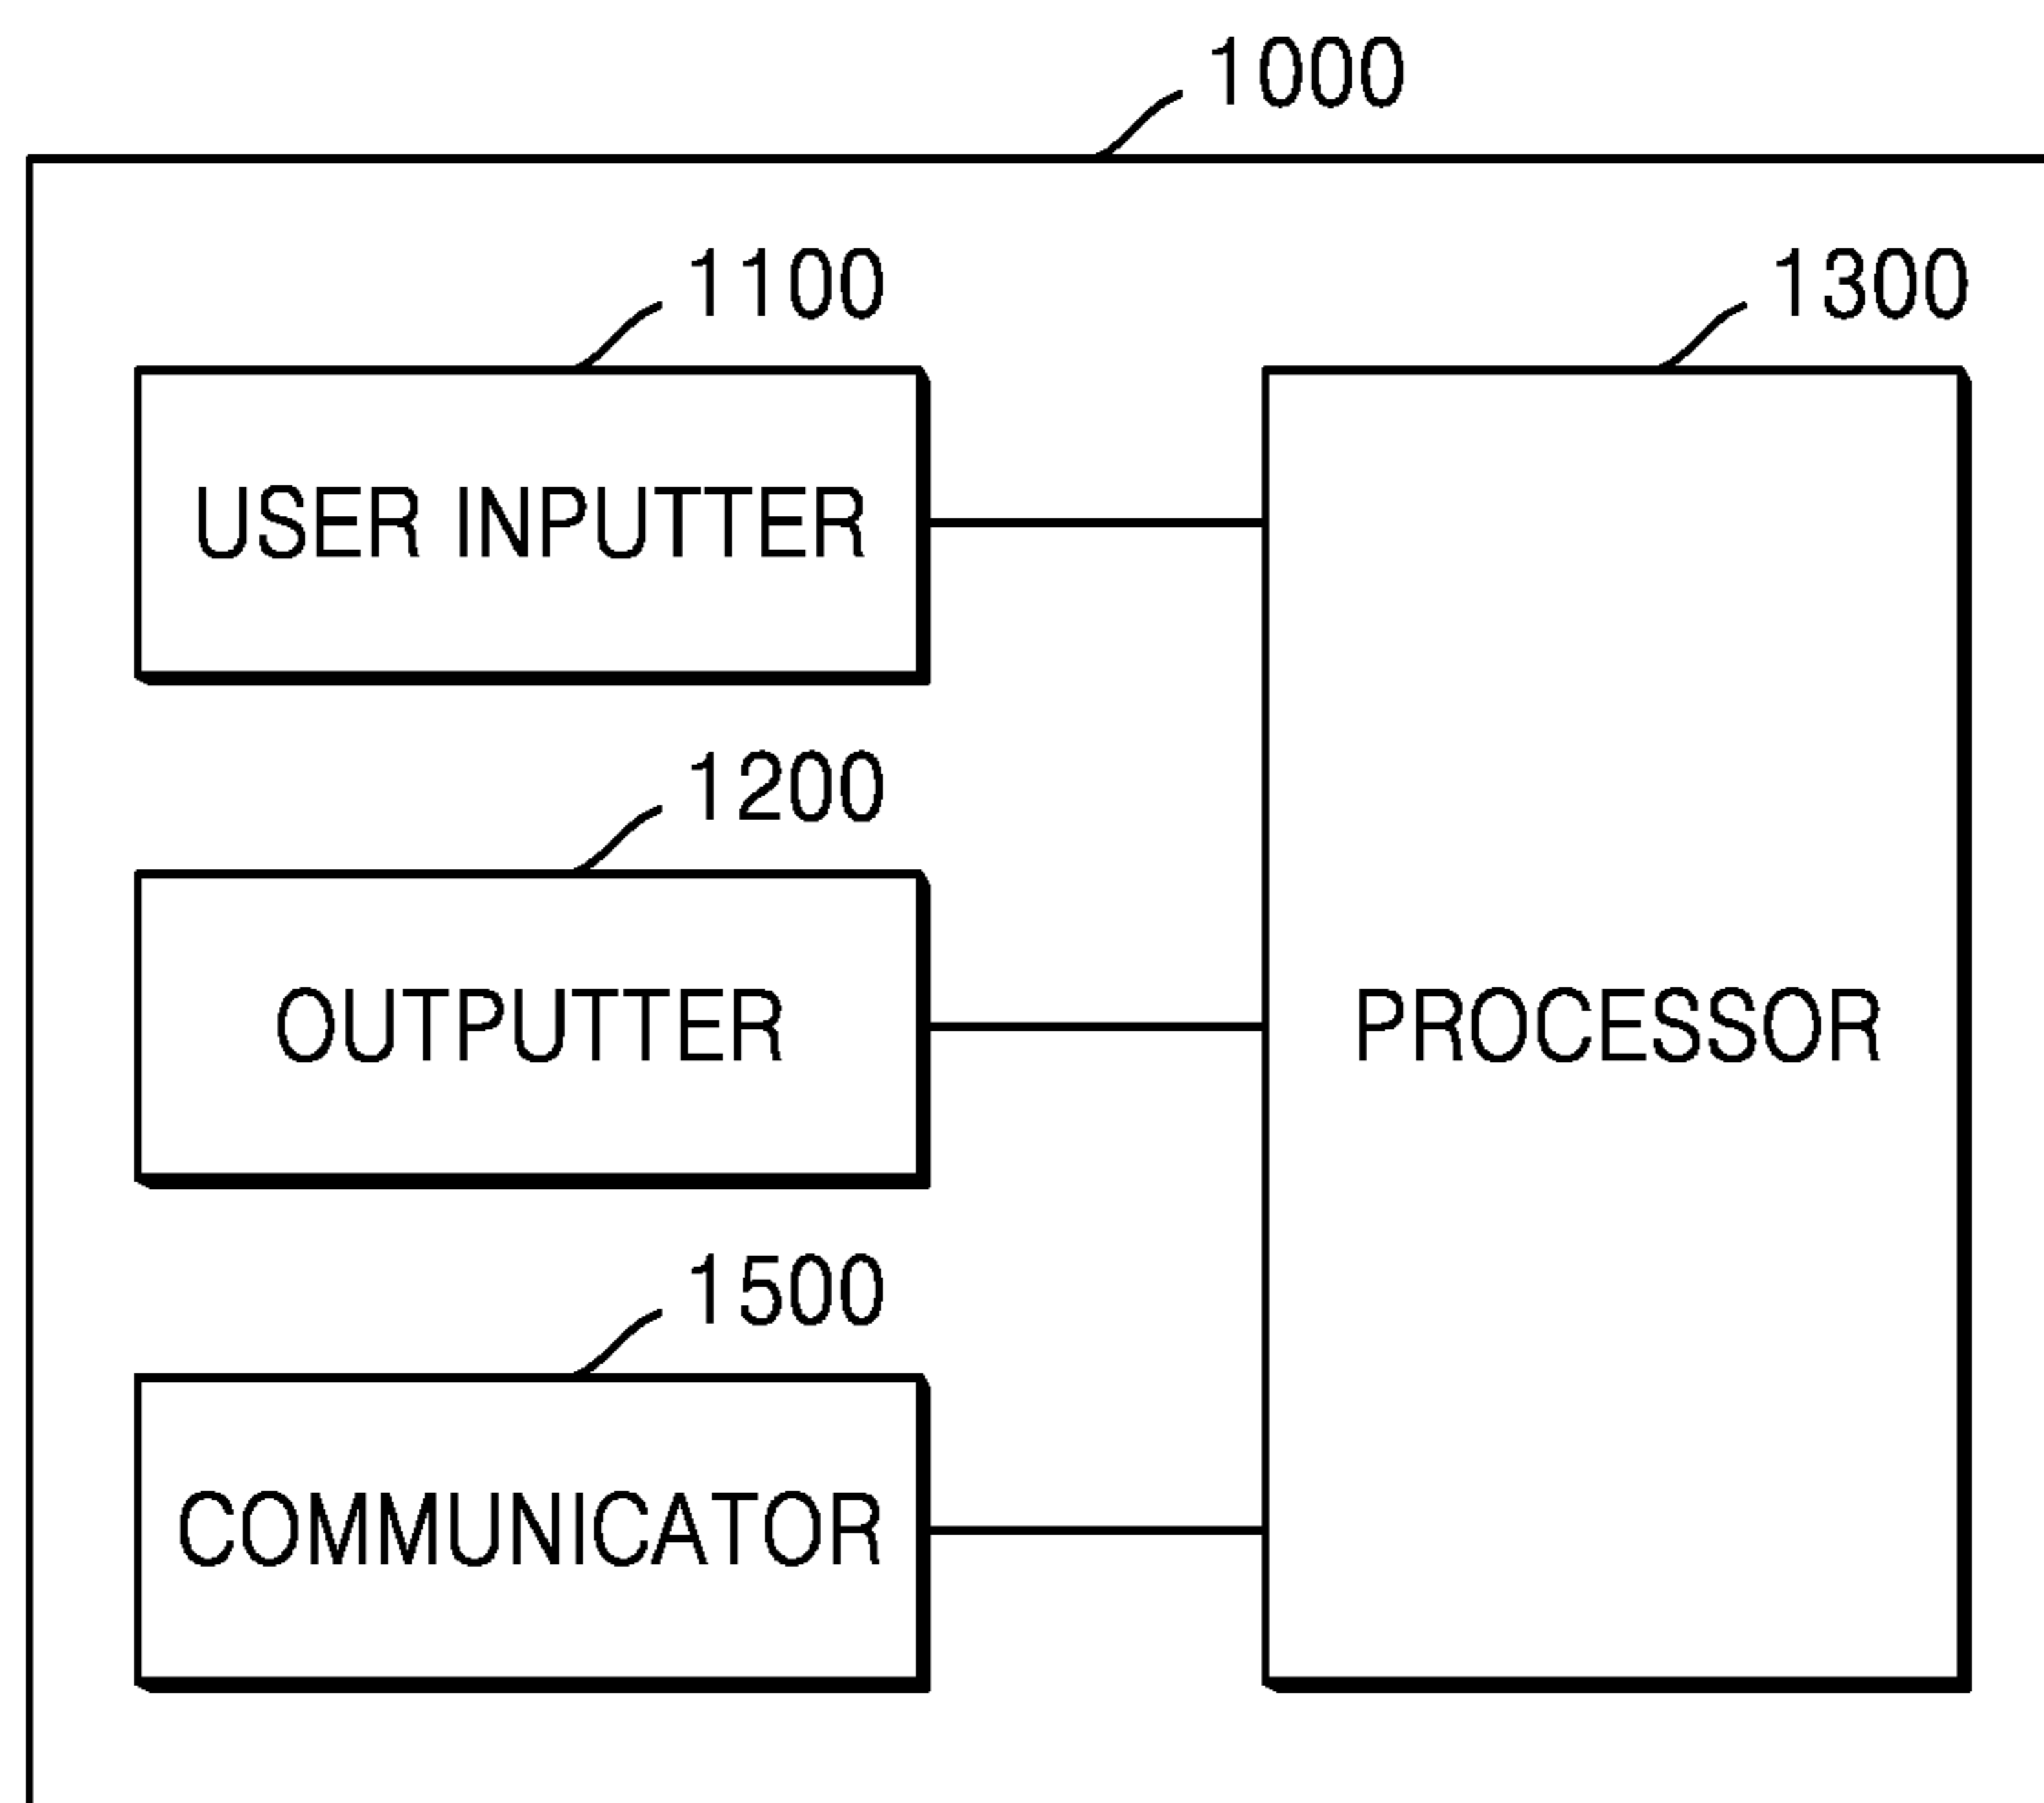 1000
1100
1300
USER INPUTTER
1200
OUTPUTTER
PROCESSOR
1500
COMMUNICATOR